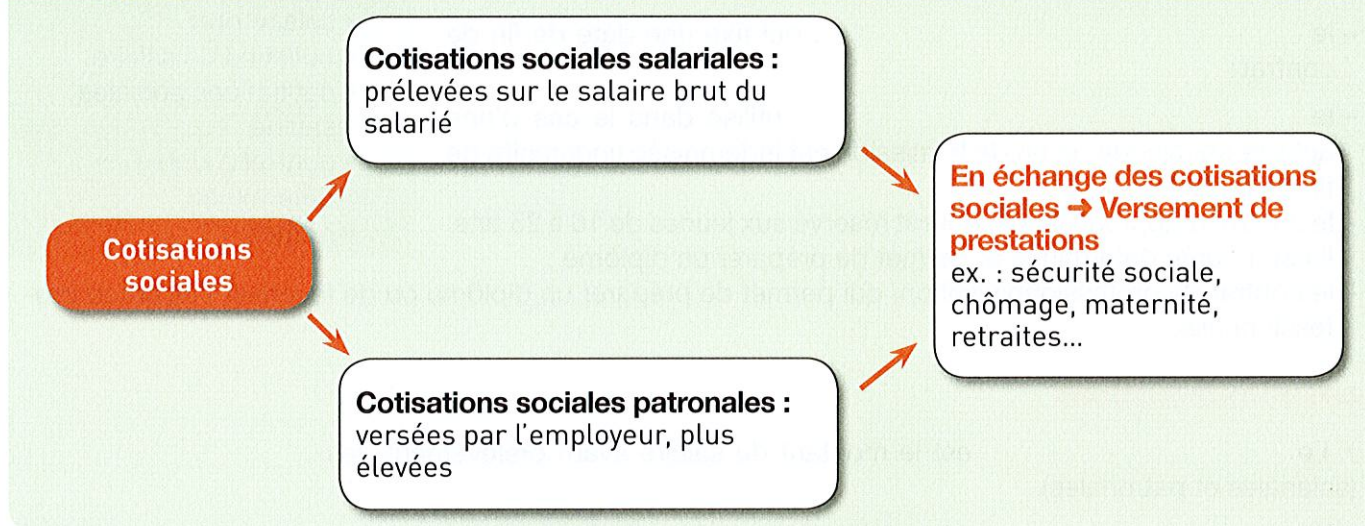 Cotisations sociales salariales :
prélevées sur le salaire brut du
salarié
En échange des cotisations
sociales ➜ Versement de
prestations
ex. : sécurité sociale,
chômage, maternité,
retraites...
Cotisations
sociales
Cotisations sociales patronales :
versées par l'employeur, plus
élevées